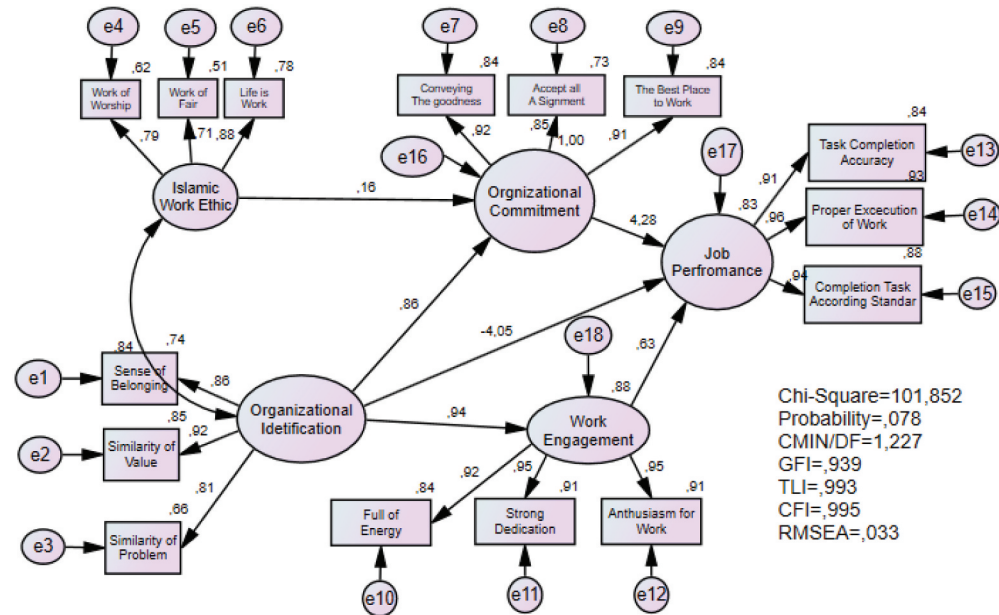 e4
e5
e6
,62
,51
,78
Work of
Worship
Work of
Fair
Life is
Work
,79
,71
,88
Islamic
Work Ethic
e7
e8
e9
,84
,73
,84
Conveying
The goodness
Accept all
A Signment
The Best Place
to Work
,92
,85
1,00
,91
e16
Orgnizational
Commitment
,16
e17
4,28
,83
Job
Perfromance
,84
Task Completion
Accuracy
e13
,91
,93
Proper Excecution
of Work
e14
,96
,88
Completion Task
According Standar
e15
,94
,86
-4,05
,63
e18
,84
,74
e1
Sense of
Belonging
,86
,85
e2
Similarity
of Value
,92
,81
,66
e3
Similarity of
Problem
Organizational
Idetification
,94
,88
Work
Engagement
,92
,95
,95
,84
,91
,91
Full of
Energy
Strong
Dedication
Anthusiasm for
Work
e10
e11
e12
Chi-Square=101,852
Probability=,078
CMIN/DF=1,227
GFI=,939
TLI=,993
CFI=,995
RMSEA=,033